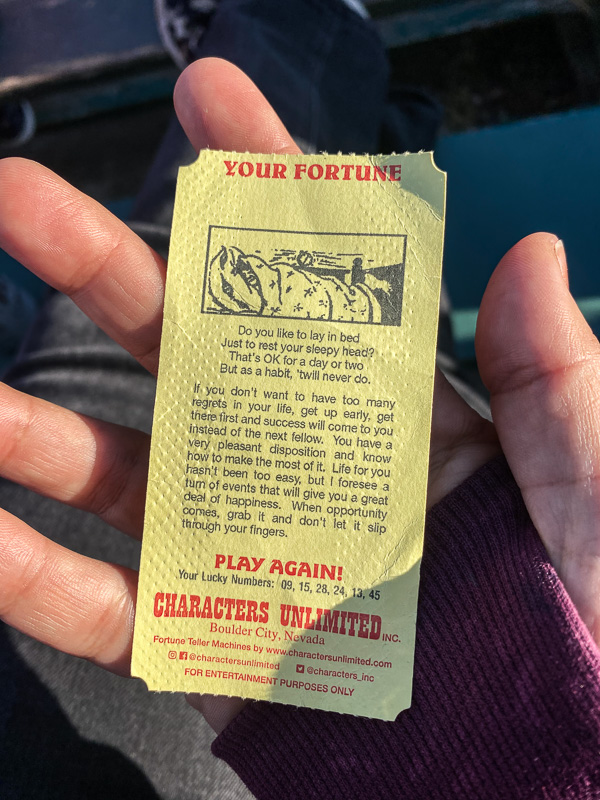 YOUR FORTUNE
Do you like to lay in bed
Just to rest your sleepy head?
That's OK for a day or two
But as a habit, 'twill never do.
If you don't want to have too many
regrets in your life, get up early, get
there first and success will come to you
instead of the next fellow. You have a
very pleasant disposition and know
how to make the most of it. Life for you
hasn't been too easy, but I foresee a
turn of events that will give you a great
deal of happiness. When opportunity
comes, grab it and don't let it slip
through your fingers.
PLAY AGAIN!
Your Lucky Numbers: 09, 15, 28, 24, 13, 45
CHARACTERS UNLIMITED INC.
Boulder City, Nevada
Fortune Teller Machines by www.charactersunlimited.com
@charactersunlimited @characters_inc
FOR ENTERTAINMENT PURPOSES ONLY